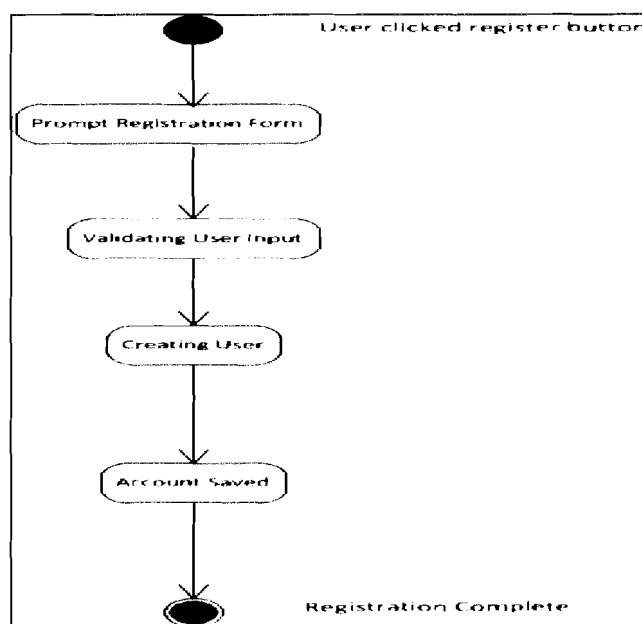 User clicked register button
Prompt Registration Form
Validating User Input
Creating User
Account Saved
Registration Complete